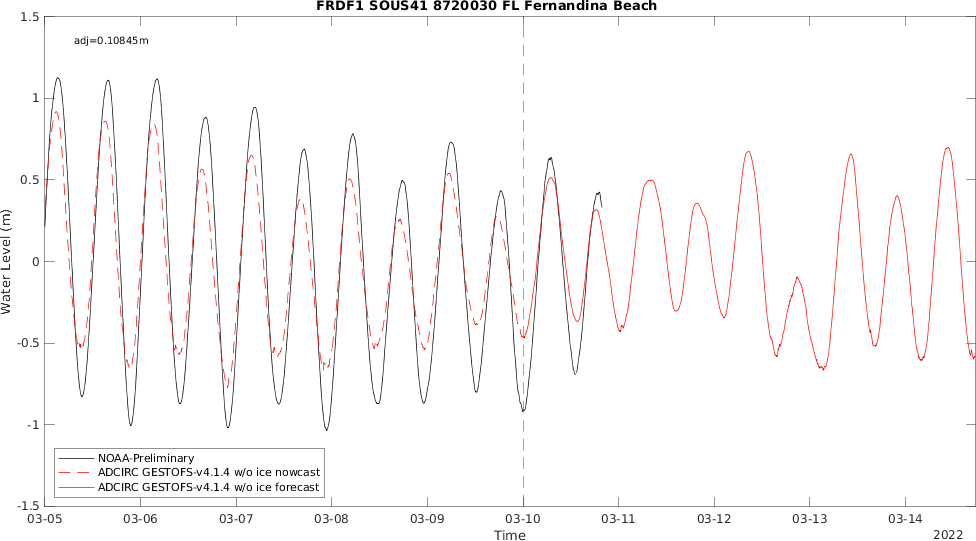 FRDF1 SOUS41 8720030 FL Fernandina Beach
1.5
adj=0.10845m
1
0.5
0
-0.5
-1
-1.5
Water Level (m)
NOAA-Preliminary
ADCIRC GESTOFS-v4.1.4 w/o ice nowcast
ADCIRC GESTOFS-v4.1.4 w/o ice forecast
03-05 03-06 03-07 03-08 03-09 03-10 03-11 03-12 03-13 03-14
Time
2022